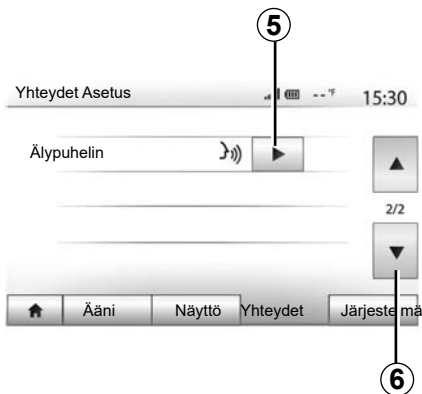 5
Yhteydet Asetus --°F 15:30
Älypuhelin
2/2
Ääni Näyttö Yhteydet Järjestelmä
6